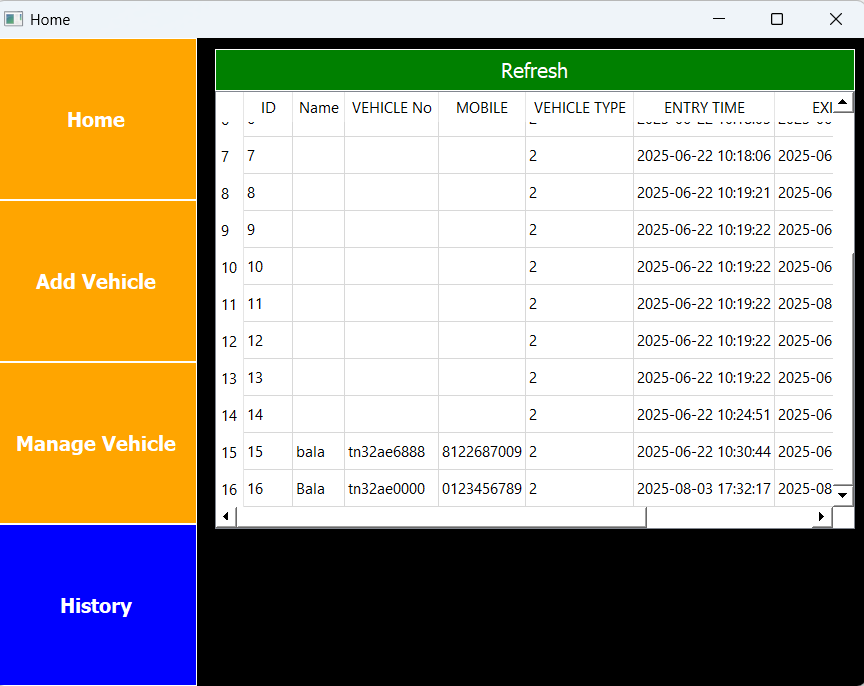 Home
Home
Add Vehicle
Manage Vehicle
History
Refresh
ID Name VEHICLE No MOBILE VEHICLE TYPE ENTRY TIME EXI
7 7 2 2025-06-22 10:18:06 2025-06
8 8 2 2025-06-22 10:19:21 2025-06
9 9 2 2025-06-22 10:19:22 2025-06
10 10 2 2025-06-22 10:19:22 2025-06
11 11 2 2025-06-22 10:19:22 2025-08
12 12 2 2025-06-22 10:19:22 2025-06
13 13 2 2025-06-22 10:19:22 2025-06
14 14 2 2025-06-22 10:24:51 2025-06
15 15 bala tn32ae6888 8122687009 2 2025-06-22 10:30:44 2025-06
16 16 Bala tn32ae0000 0123456789 2 2025-08-03 17:32:17 2025-08